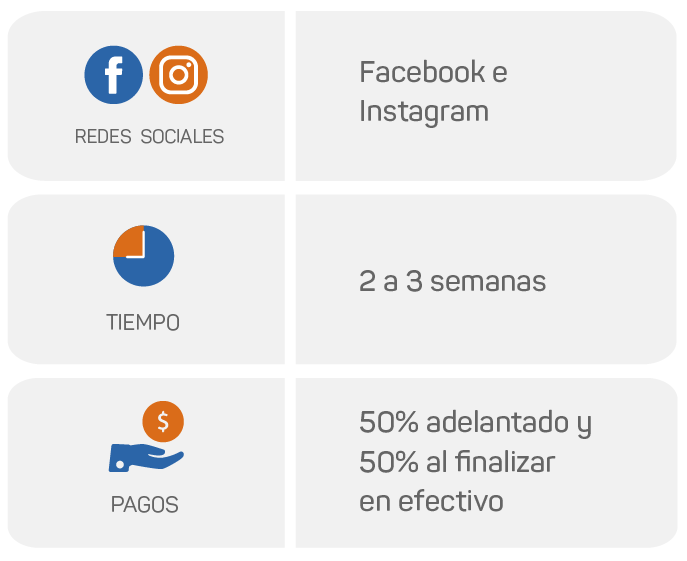 REDES SOCIALES
Facebook e
Instagram
TIEMPO
2 a 3 semanas
$
PAGOS
50% adelantado y
50% al finalizar
en efectivo